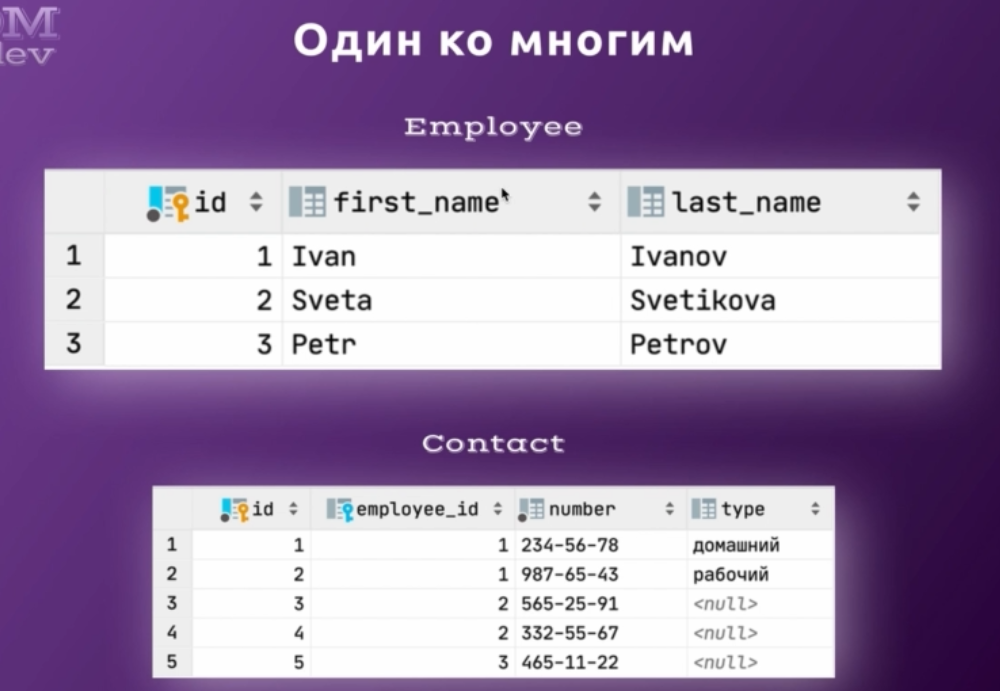 OM
dev
Один ко многим
Employee
id first_name last_name
1 1 Ivan Ivanov
2 2 Sveta Svetikova
3 3 Petr Petrov
Contact
id employee_id number type
1 1 1 234-56-78 домашний
2 2 1 987-65-43 рабочий
3 3 2 565-25-91 <null>
4 4 2 332-55-67 <null>
5 5 3 465-11-22 <null>